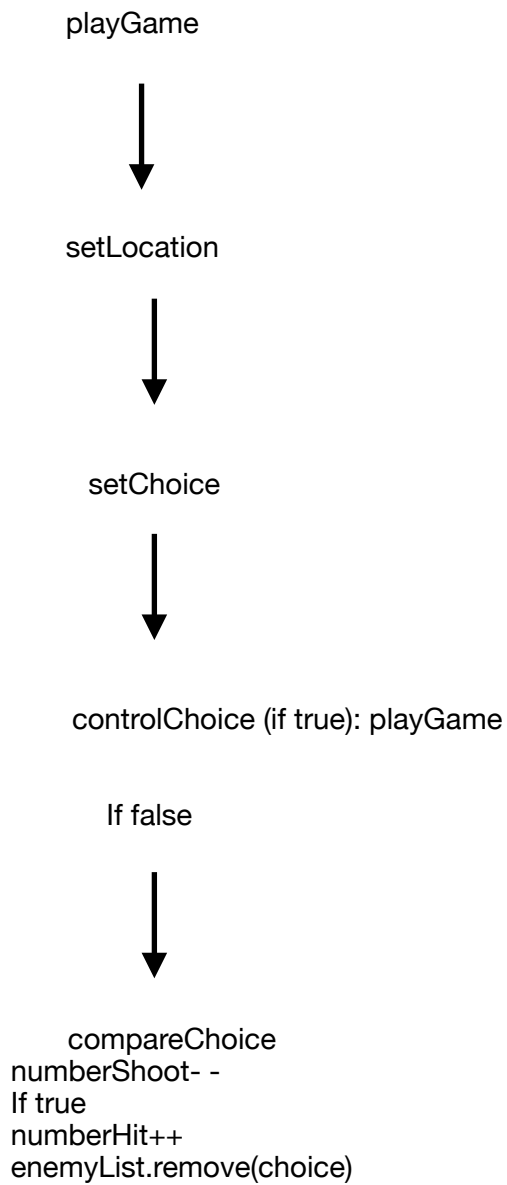 playGame
setLocation
setChoice
controlChoice (if true): playGame
If false
compareChoice
numberShoot- -
If true
numberHit++
enemyList.remove(choice)